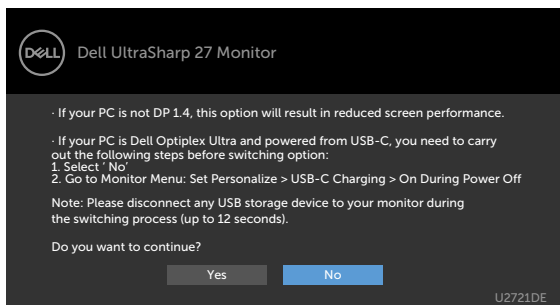 DELL
Dell UltraSharp 27 Monitor
· If your PC is not DP 1.4, this option will result in reduced screen performance.
· If your PC is Dell Optiplex Ultra and powered from USB-C, you need to carry
out the following steps before switching option:
1. Select ‘ No’
2. Go to Monitor Menu: Set Personalize > USB-C Charging > On During Power Off
Note: Please disconnect any USB storage device to your monitor during
the switching process (up to 12 seconds).
Do you want to continue?
Yes No
U2721DE